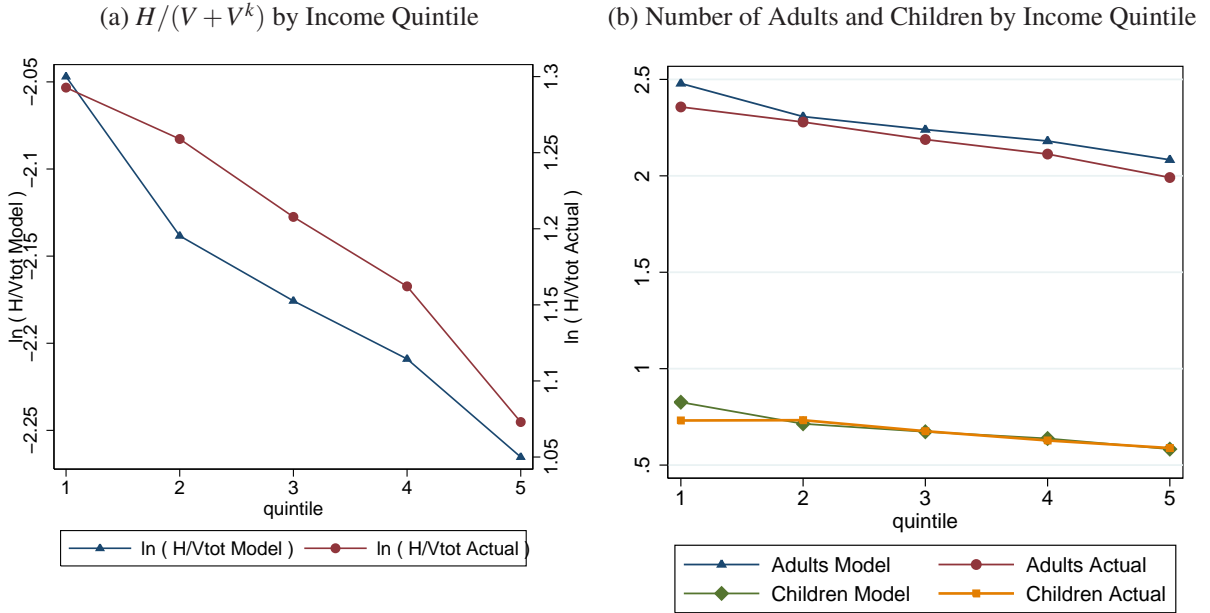 (a) H/(V + V^k) by Income Quintile
ln ( H/Vtot Model )
−2.05
−2.1
−2.15
−2.2
−2.25
1.3
1.25
1.2
1.15
1.1
1.05
ln ( H/Vtot Actual )
1 2 3 4 5
quintile
ln ( H/Vtot Model ) ln ( H/Vtot Actual )
(b) Number of Adults and Children by Income Quintile
2.5
2
1.5
1
.5
1 2 3 4 5
quintile
Adults Model Adults Actual
Children Model Children Actual